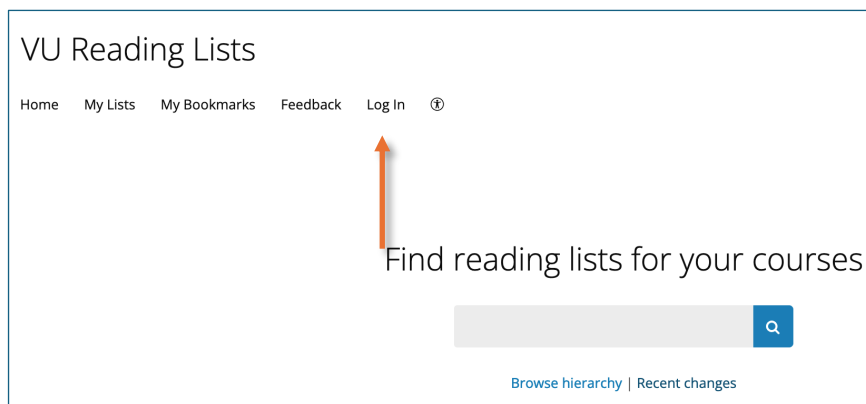 VU Reading Lists
Home My Lists My Bookmarks Feedback Log In
Find reading lists for your courses
Browse hierarchy | Recent changes